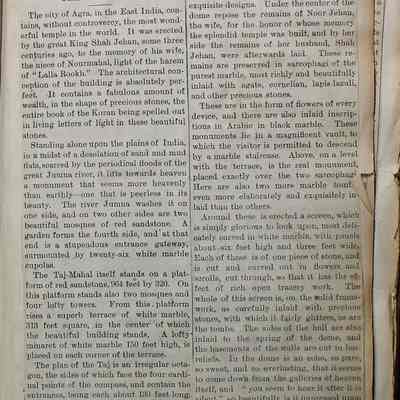 The city of Agra, in the East India, con-
tains, without controversy, the most won-
derful temple in the world. It was erected
by the great King Shah Jehan, some three
centuries ago, to the memory of his wife,
the niece of Nourmahal, light of the harem
of "Lalla Rookh." The architectural con-
ception of the building is absolutely per-
fect. It contains a fabulous amount of
wealth, in the shape of precious stones, the
entire book of the Koran being spelled out
in living letters of light in these beautiful
stones.
Standing alone upon the plains of India,
in a midst of a desolation of sand and mud
flats, scarred by the periodical floods of the
great Jumna river, it lifts towards heaven
a monument that seems more heavenly
than earthly—one that is peerless in its
beauty. The river Jumna washes it on
one side, and on two other sides are two
beautiful mosques of red sandstone. A
garden forms the fourth side, and at that
end is a stupendous entrance gateway,
surmounted by twenty-six white marble
cupolas.
The Taj-Mahal itself stands on a plat-
form of red sandstone, 964 feet by 320. On
this platform stands also two mosques and
four lofty towers. From this platform
rises a superb terrace of white marble,
313 feet square, in the center of which
the beautiful building stands. A lofty
minaret of white marble 150 feet high, is
placed on each corner of the terrace.
The plan of the Taj is an irregular octa-
gon, the sides of which face the four cardi-
nal points of the compass, and contain the
entrances, being each about 130 feet long.
exquisite designs. Under the center of the
dome repose the remains of Noor Jehan,
the wife, for the honor of whose memory
the splendid temple was built, and by her
side the remains of her husband, Shah
Jehan, were afterwards laid. These re-
mains are preserved in sarcophagi of the
purest marble, most richly and beautifully
inlaid with agate, cornelian, lapis lazuli,
and other precious stones.
These are in the form of flowers of every
device, and there are also inlaid inscrip-
tions in Arabic in black marble. These
monuments lie in a magnificent vault, to
which the visitor is permitted to descend
by a marble staircase. Above, on a level
with the terrace, is the real monument,
placed exactly over the two sarcophagi.
Here are also two more marble tombs,
even more elaborately and exquisitely in-
laid than the others.
Around these is erected a screen, which
is simply glorious to look upon, most deli-
cately carved in white marble, with panels
about six feet high and three feet wide.
Each of these is of one piece of stone, and
is cut and carved out in flowers, and
scrolls, cut through, so that it has the ef-
fect of rich open tracery work. The
whole of this screen is, on the solid frame-
work, as carefully inlaid with precious
stones, with which it fairly glitters, as are
the tombs. The sides of the hall are also
inlaid to the spring of the dome, and
the basements of the walls are cut in bas-
reliefs. In the dome is an echo, so pure,
so sweet, and so everlasting, that it seems
to come down from the galleries of heaven
itself, and "you seem to hear it after it is
silent," so beautifully is it increased upon